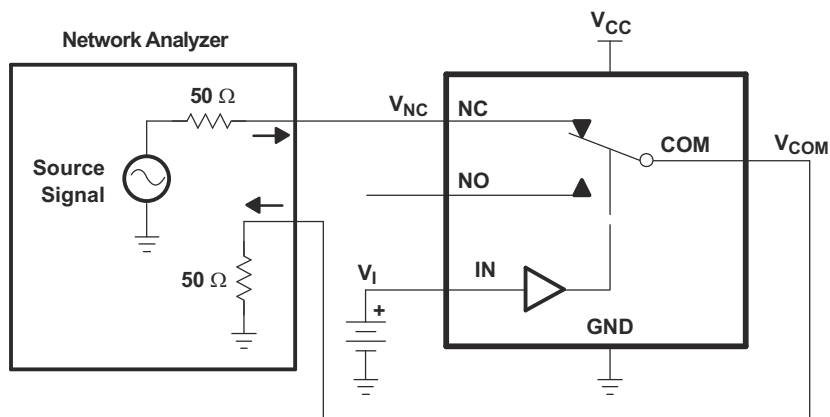 Network Analyzer
VCC
50 Ω
VNC
NC
COM
VCOM
Source
Signal
NO
50 Ω
VI
IN
+
GND